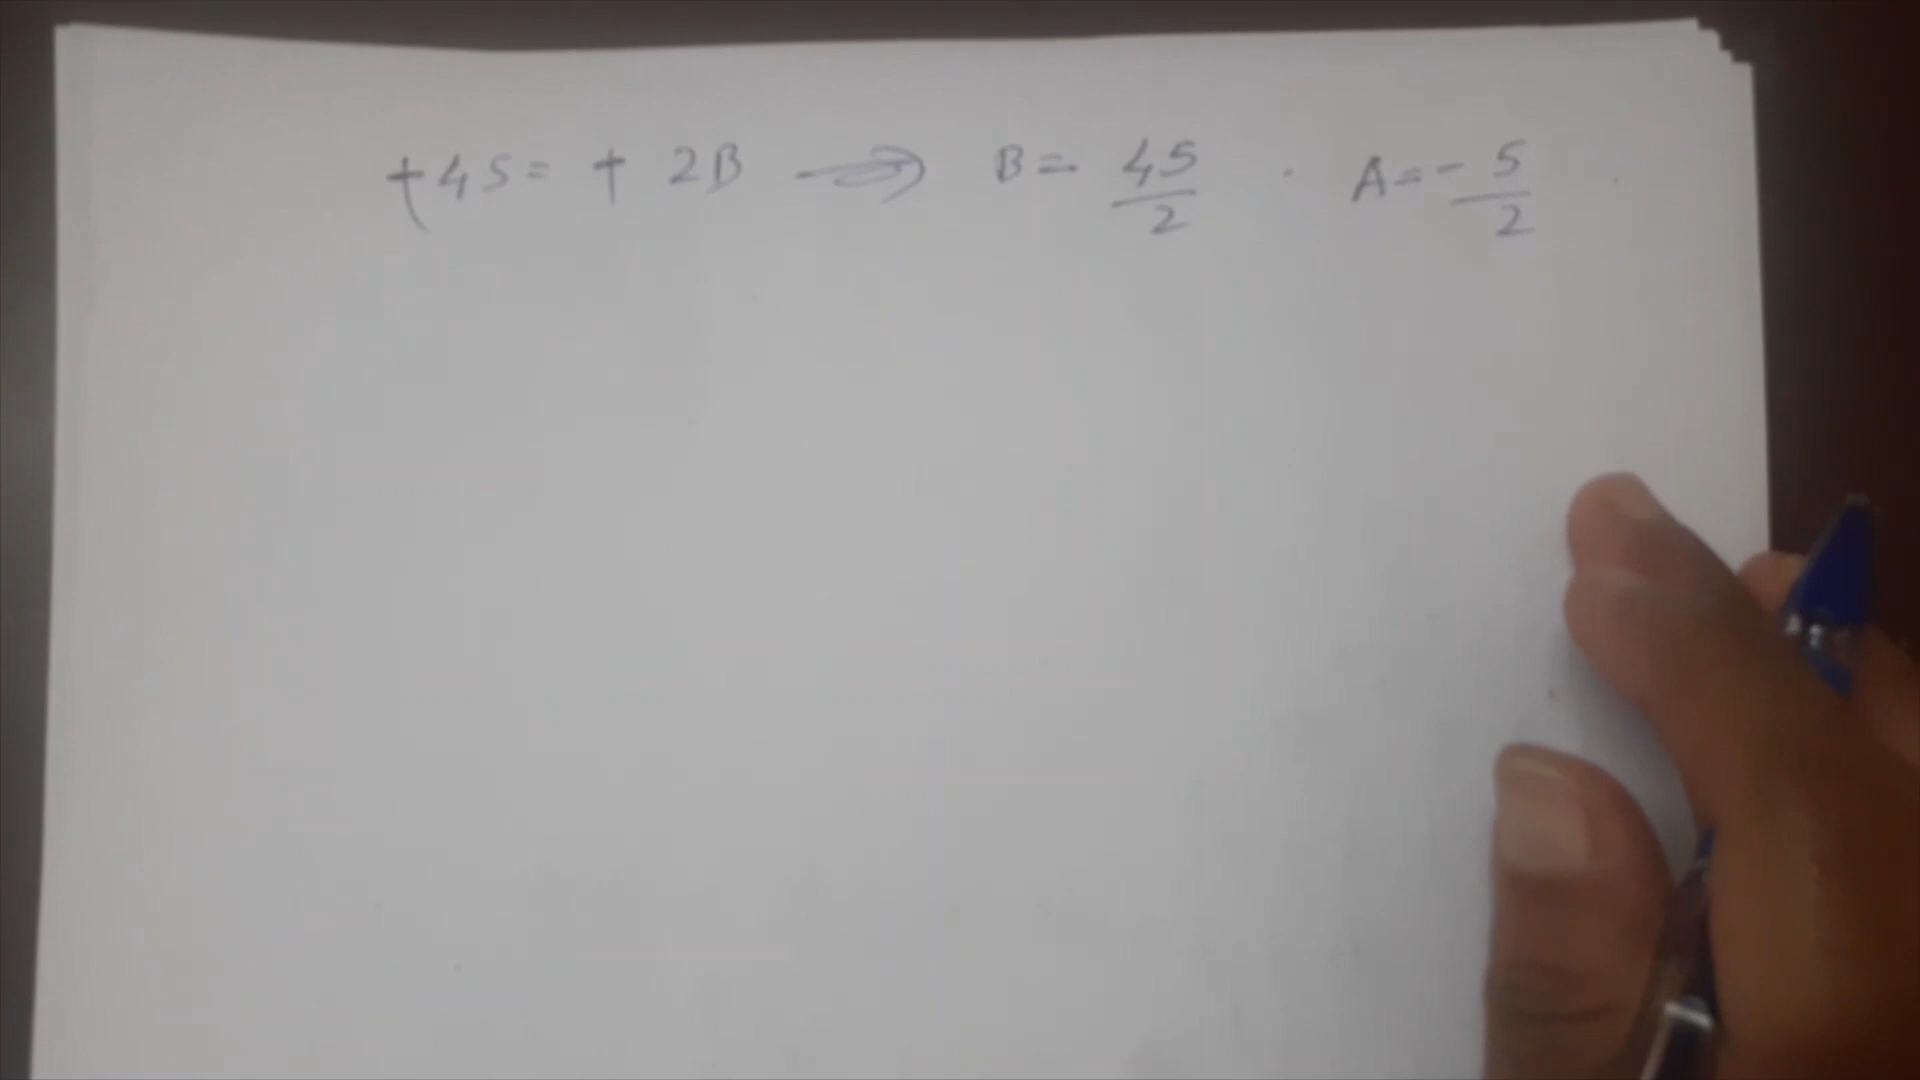 +45 = + 2B ⟹ B = 45/2 . A = - 5/2